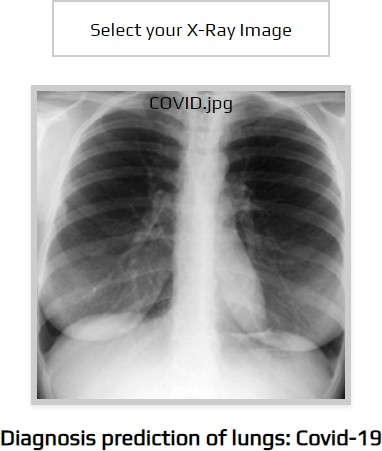 Select your X-Ray Image
COVID.jpg
Diagnosis prediction of lungs: Covid-19